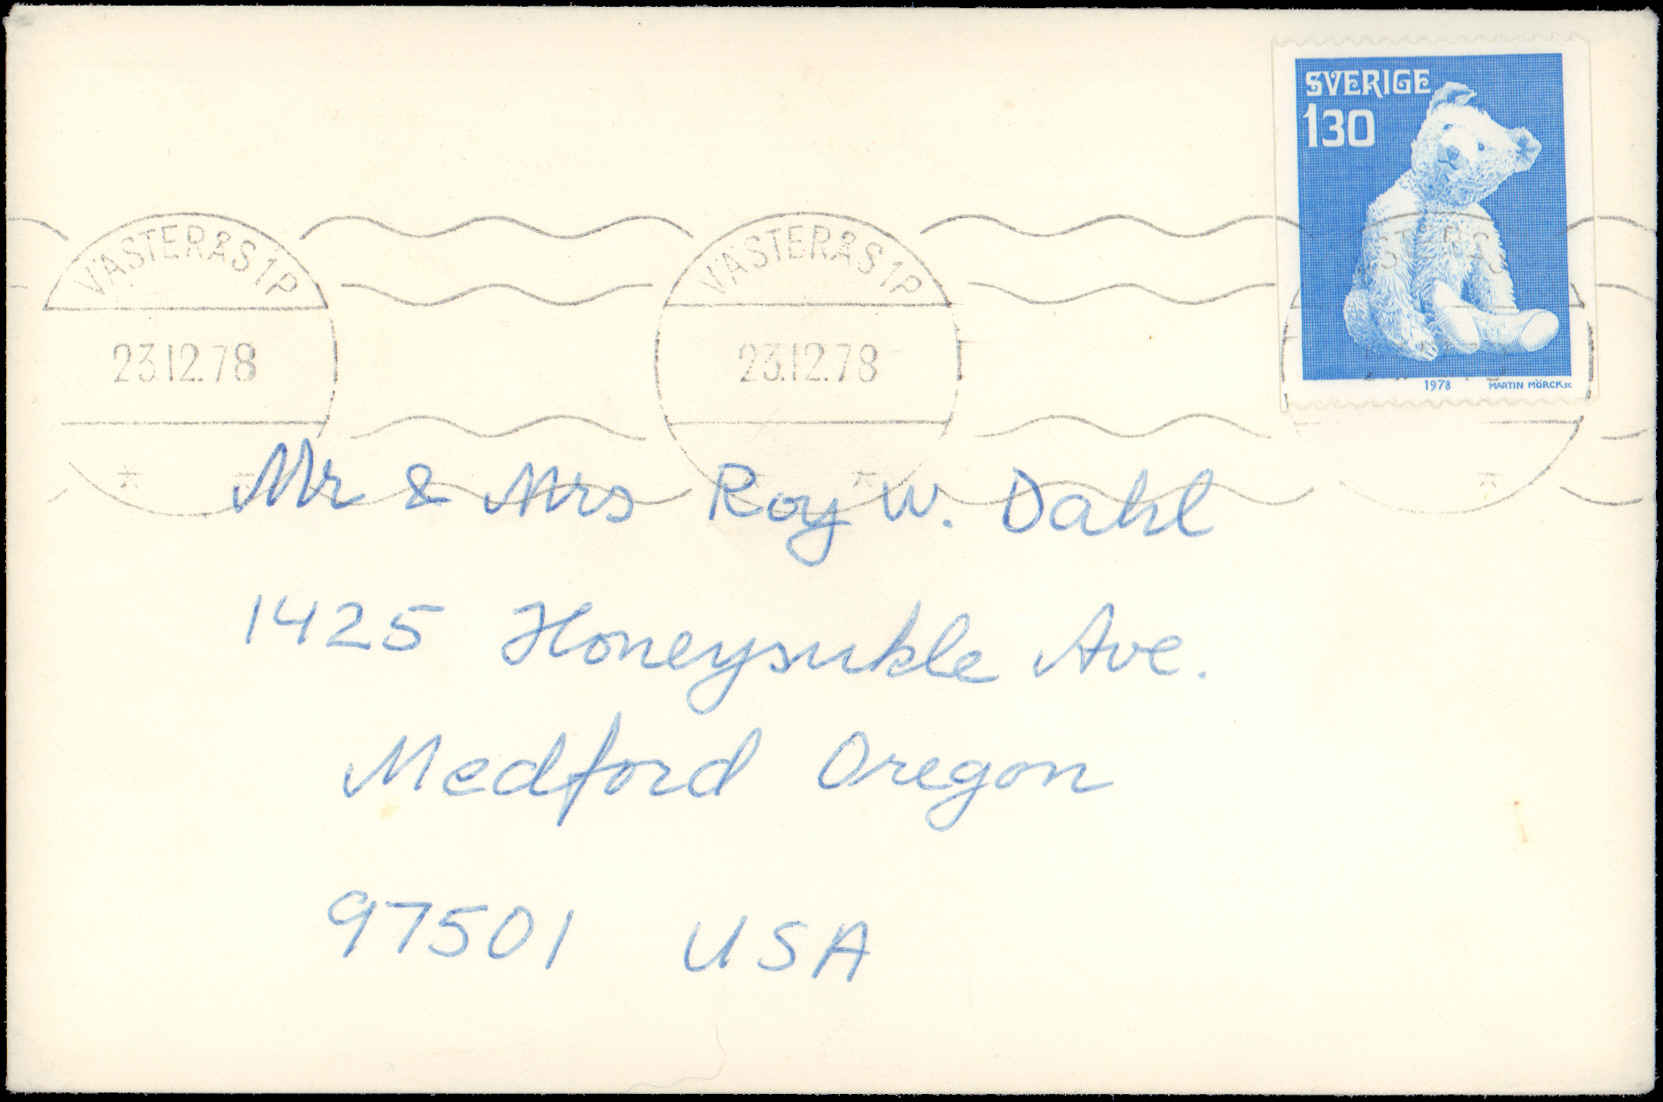 SVERIGE
130
1978 MARTIN MÖRCK SC
VÄSTERÅS 1P
23.12.78
VÄSTERÅS 1P
23.12.78
Mr & Mrs Roy W. Dahl
1425 Honeysukle Ave.
Medford Oregon
97501 USA